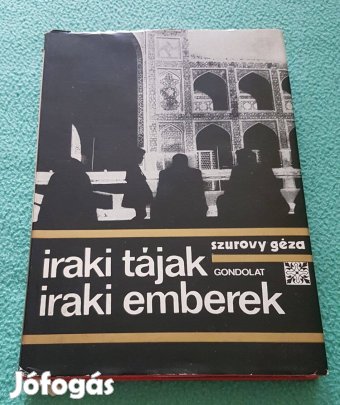 szurovy géza
iraki tájak
GONDOLAT
iraki emberek
Jófogás